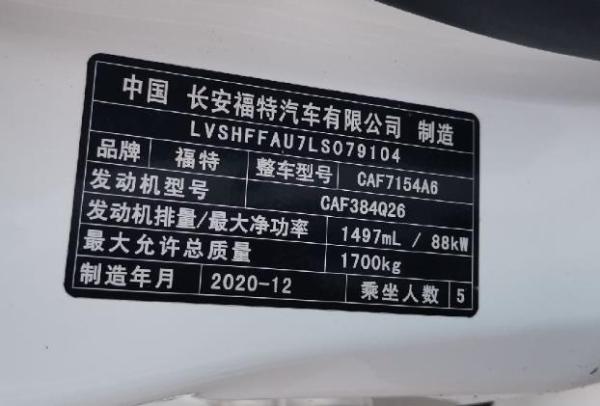 中国 长安福特汽车有限公司 制造
LVSHFFAU7LS079104
品牌 福特 整车型号 CAF7154A6
发动机型号 CAF384Q26
发动机排量/最大净功率 1497mL / 88kW
最大允许总质量 1700kg
制造年月 2020-12 乘坐人数 5